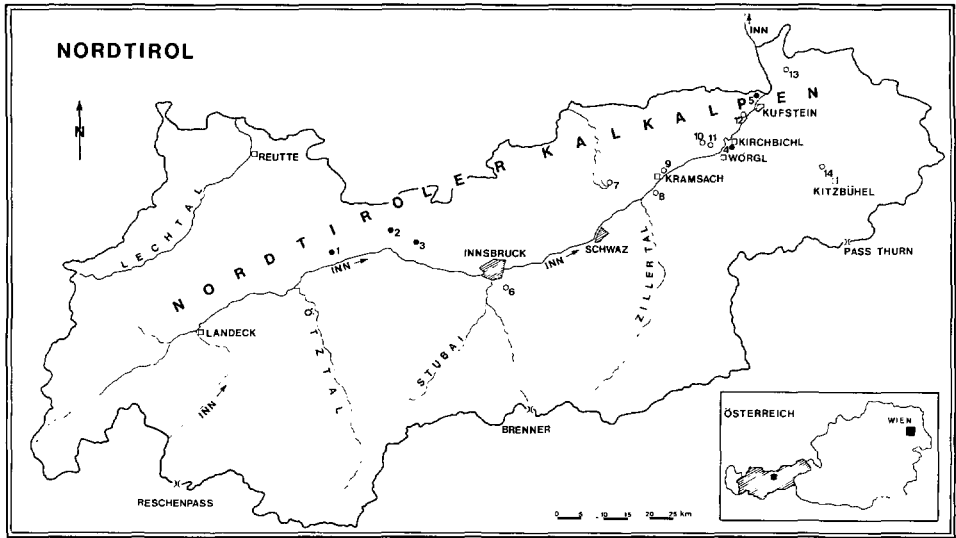 NORDTIROL
N
INN
13
NORDTIROLER KALKALPEN
5
KUFSTEIN
12
REUTTE
10
11
KIRCHBICHL
4
WÖRGL
9
KRAMSACH
14
KITZBÜHEL
7
8
LECHTAL
2
1
3
INN
INNSBRUCK
INN
SCHWAZ
PASS THURN
6
ZILLERTAL
LANDECK
ÖTZTAL
STUBAI
INN
BRENNER
RESCHENPASS
ÖSTERREICH
WIEN
0 5 10 15 20 25 km